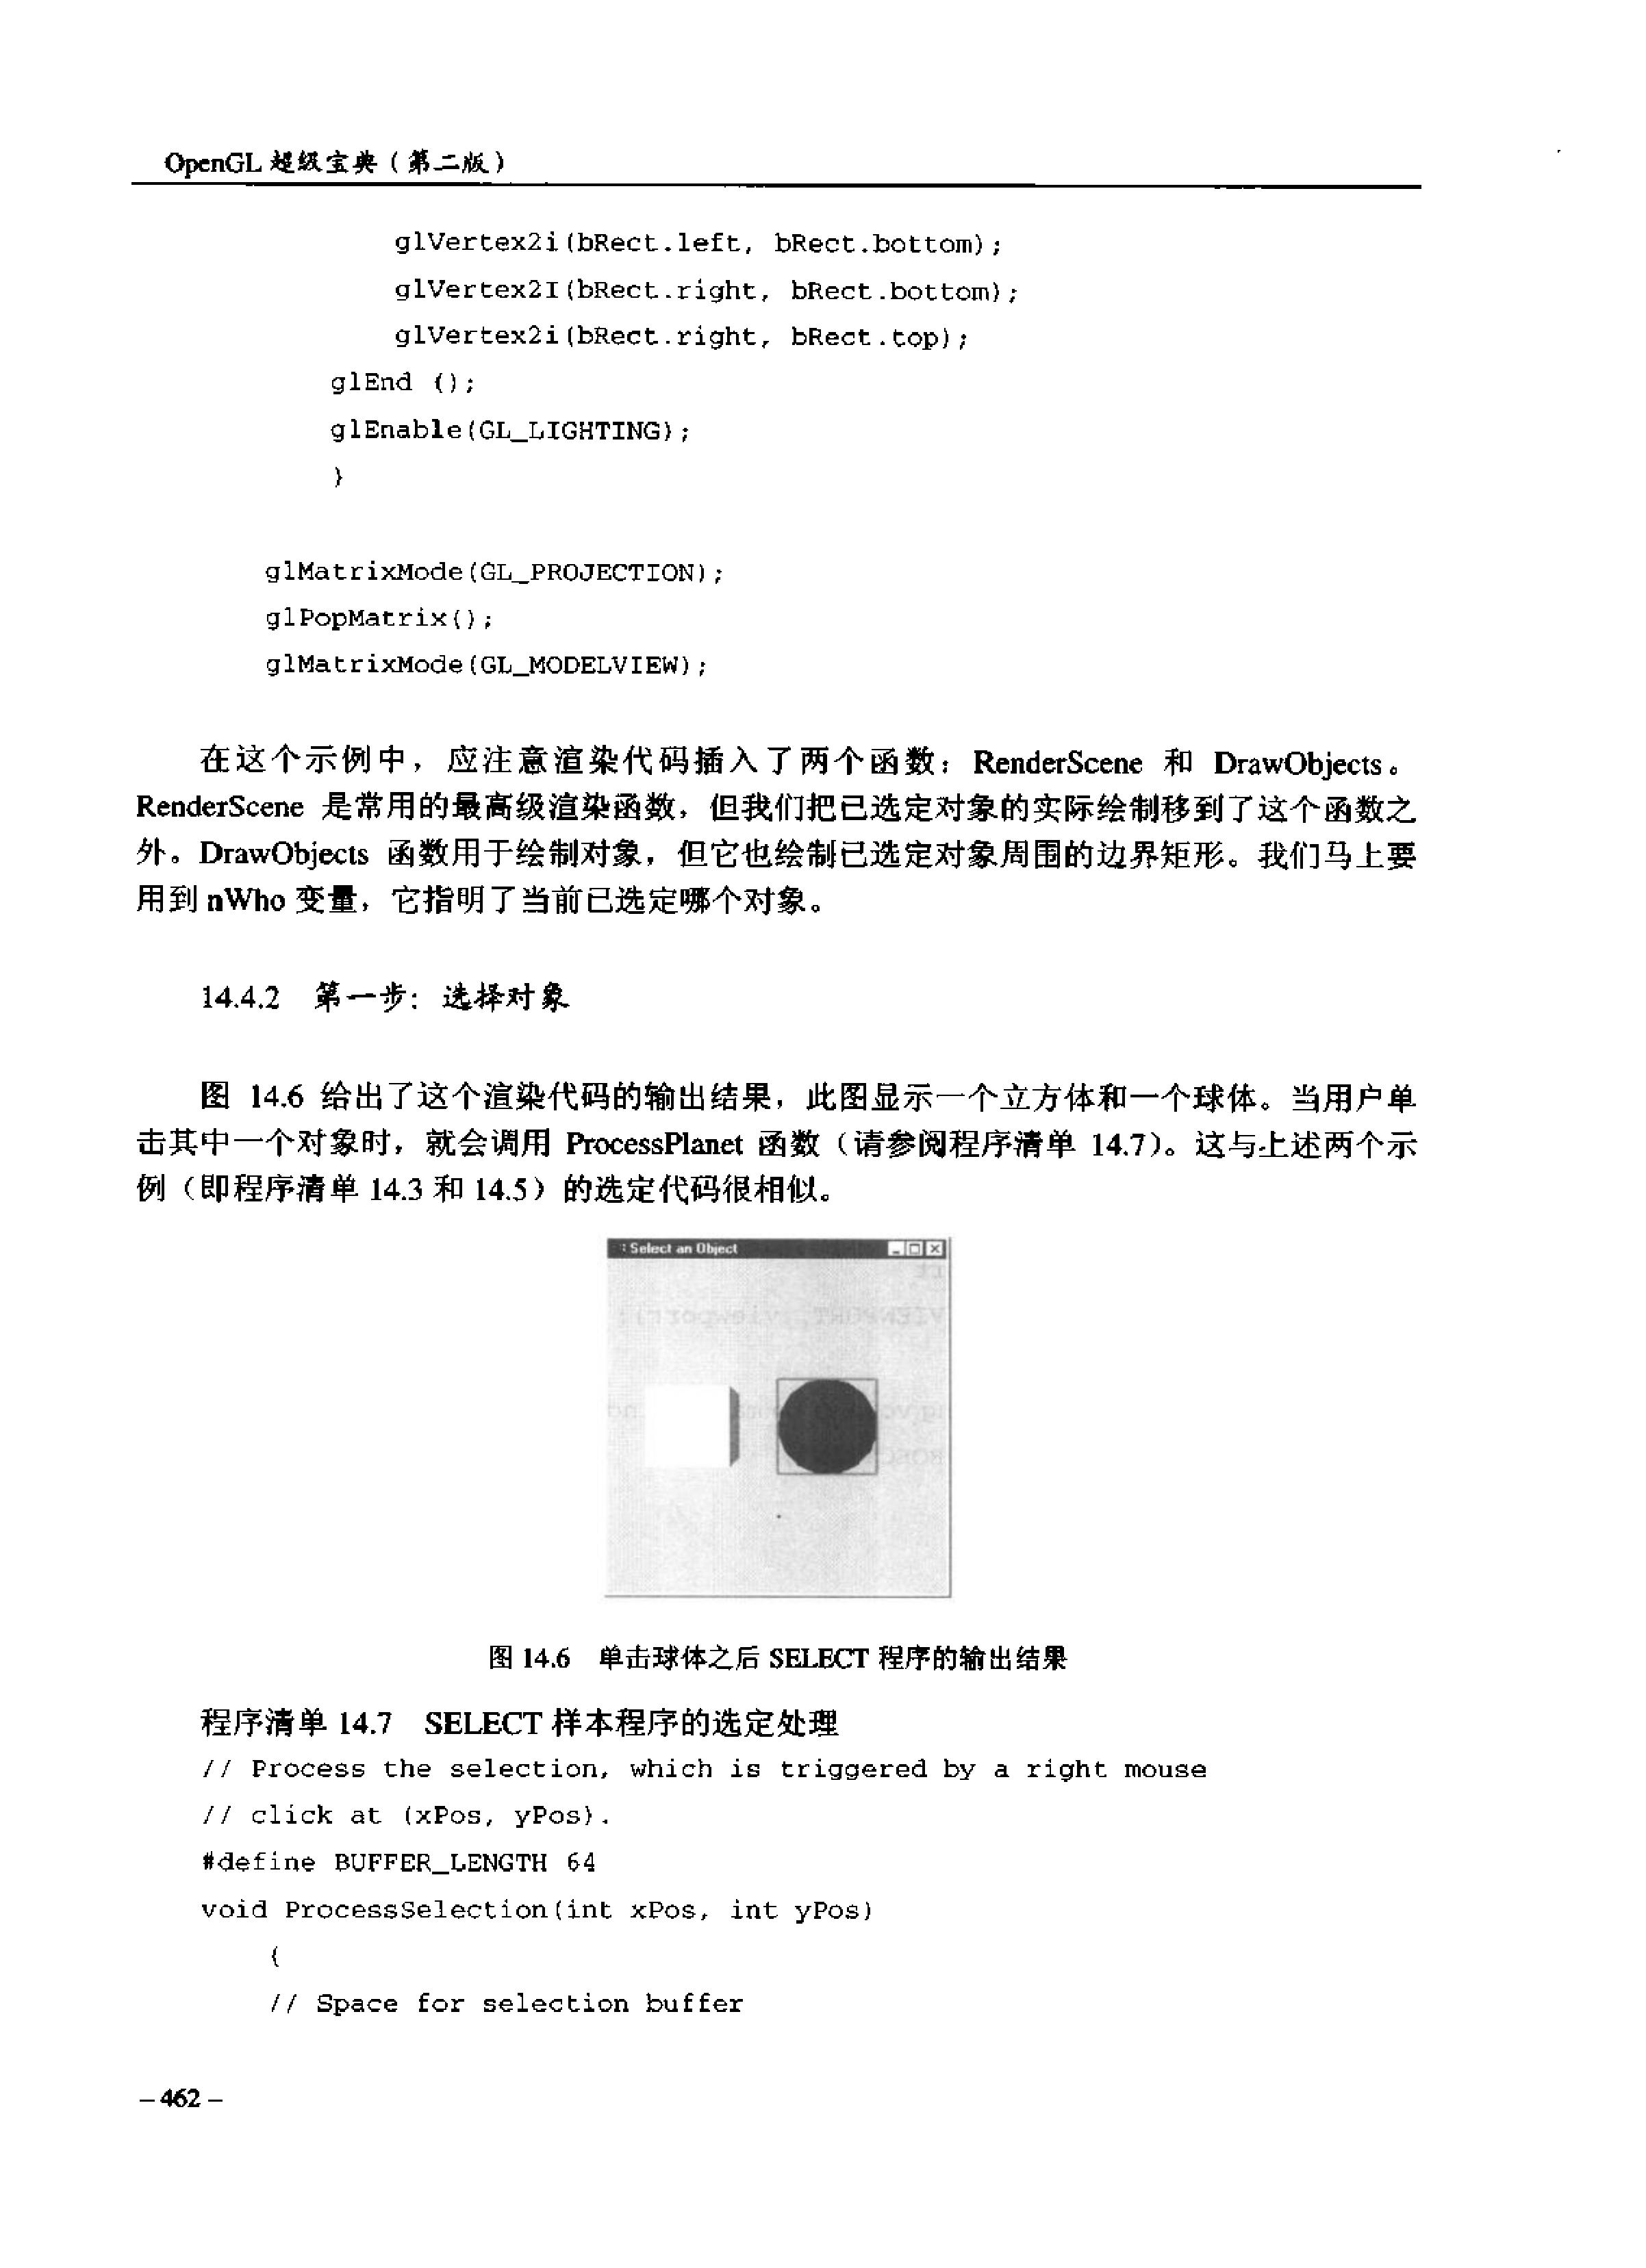 OpenGL 超级宝典（第二版）
glVertex2i(bRect.left, bRect.bottom);
glVertex2I(bRect.right, bRect.bottom);
glVertex2i(bRect.right, bRect.top);
glEnd ();
glEnable(GL_LIGHTING);
}
glMatrixMode(GL_PROJECTION);
glPopMatrix();
glMatrixMode(GL_MODELVIEW);
在这个示例中，应注意渲染代码插入了两个函数：RenderScene 和 DrawObjects。
RenderScene 是常用的最高级渲染函数，但我们把已选定对象的实际绘制移到了这个函数之
外。DrawObjects 函数用于绘制对象，但它也绘制已选定对象周围的边界矩形。我们马上要
用到 nWho 变量，它指明了当前已选定哪个对象。
14.4.2 第一步：选择对象
图 14.6 给出了这个渲染代码的输出结果，此图显示一个立方体和一个球体。当用户单
击其中一个对象时，就会调用 ProcessPlanet 函数（请参阅程序清单 14.7）。这与上述两个示
例（即程序清单 14.3 和 14.5）的选定代码很相似。
Select an Object
图 14.6 单击球体之后 SELECT 程序的输出结果
程序清单 14.7 SELECT 样本程序的选定处理
// Process the selection, which is triggered by a right mouse
// click at (xPos, yPos).
#define BUFFER_LENGTH 64
void ProcessSelection(int xPos, int yPos)
{
// Space for selection buffer
– 462 –